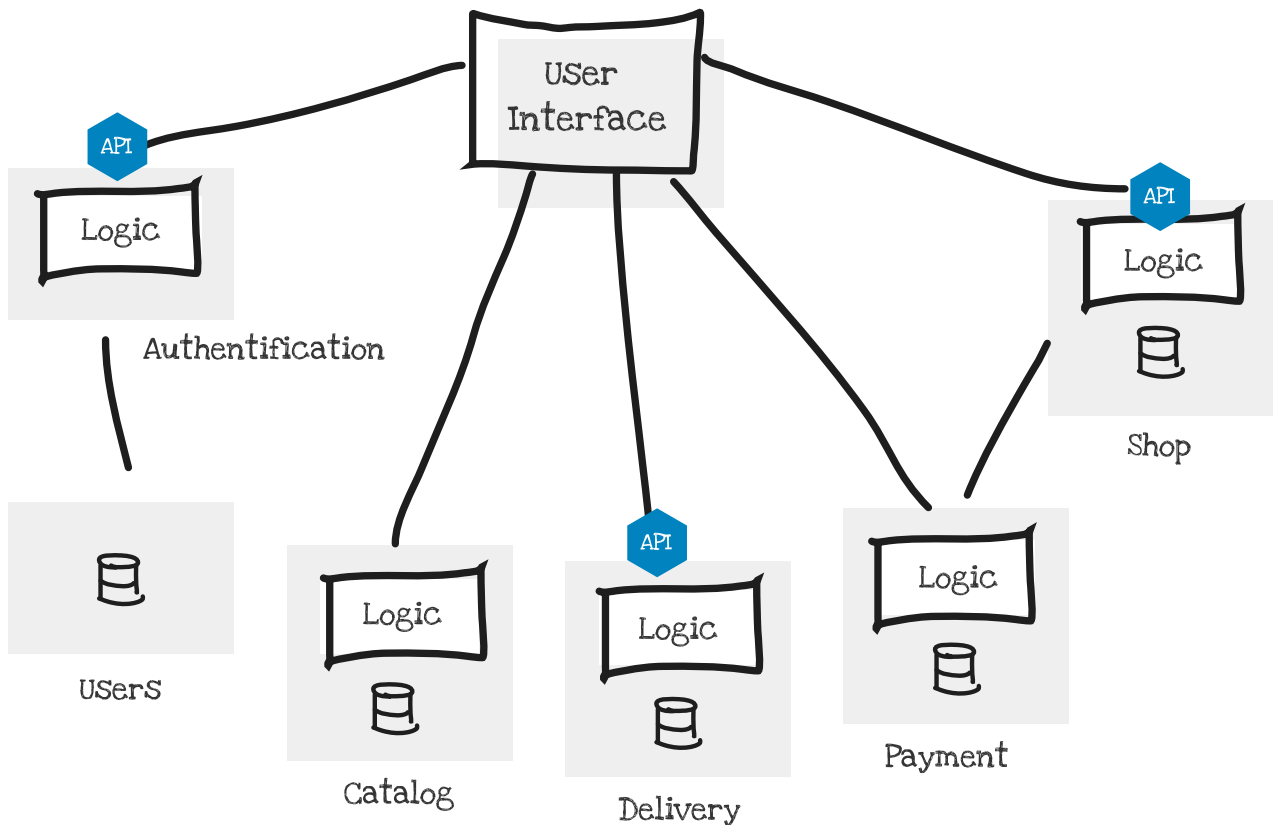 User
Interface
API
Logic
Authentification
API
Logic
Shop
Users
Logic
Catalog
API
Logic
Delivery
Logic
Payment